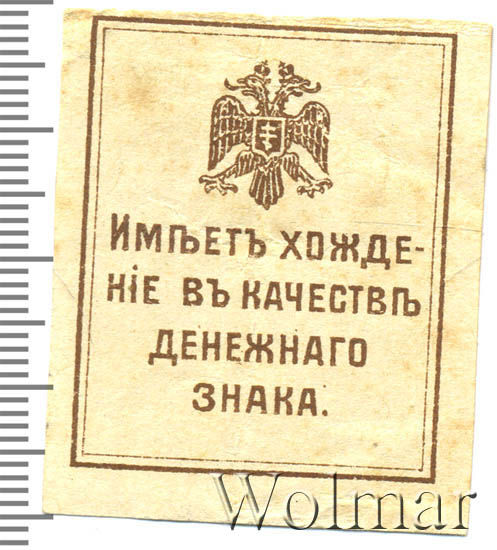 Имѣетъ хожде-
ніе въ качествѣ
денежнаго
знака.
Wolmar